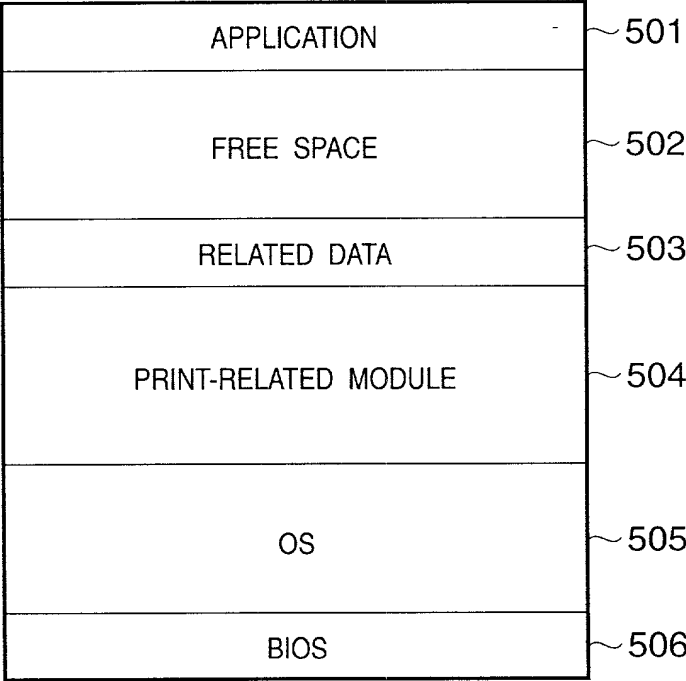 APPLICATION 501
FREE SPACE 502
RELATED DATA 503
PRINT-RELATED MODULE 504
OS 505
BIOS 506